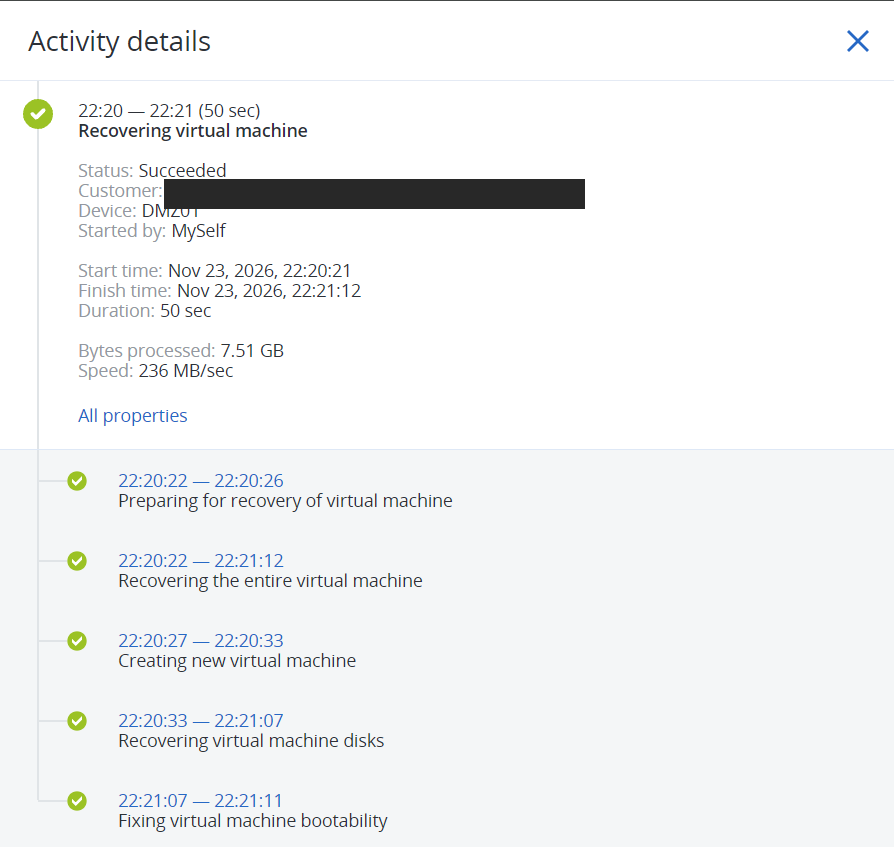 Activity details
22:20 — 22:21 (50 sec)
Recovering virtual machine
Status: Succeeded
Customer:
Device: DMZ01
Started by: MySelf
Start time: Nov 23, 2026, 22:20:21
Finish time: Nov 23, 2026, 22:21:12
Duration: 50 sec
Bytes processed: 7.51 GB
Speed: 236 MB/sec
All properties
22:20:22 — 22:20:26
Preparing for recovery of virtual machine
22:20:22 — 22:21:12
Recovering the entire virtual machine
22:20:27 — 22:20:33
Creating new virtual machine
22:20:33 — 22:21:07
Recovering virtual machine disks
22:21:07 — 22:21:11
Fixing virtual machine bootability